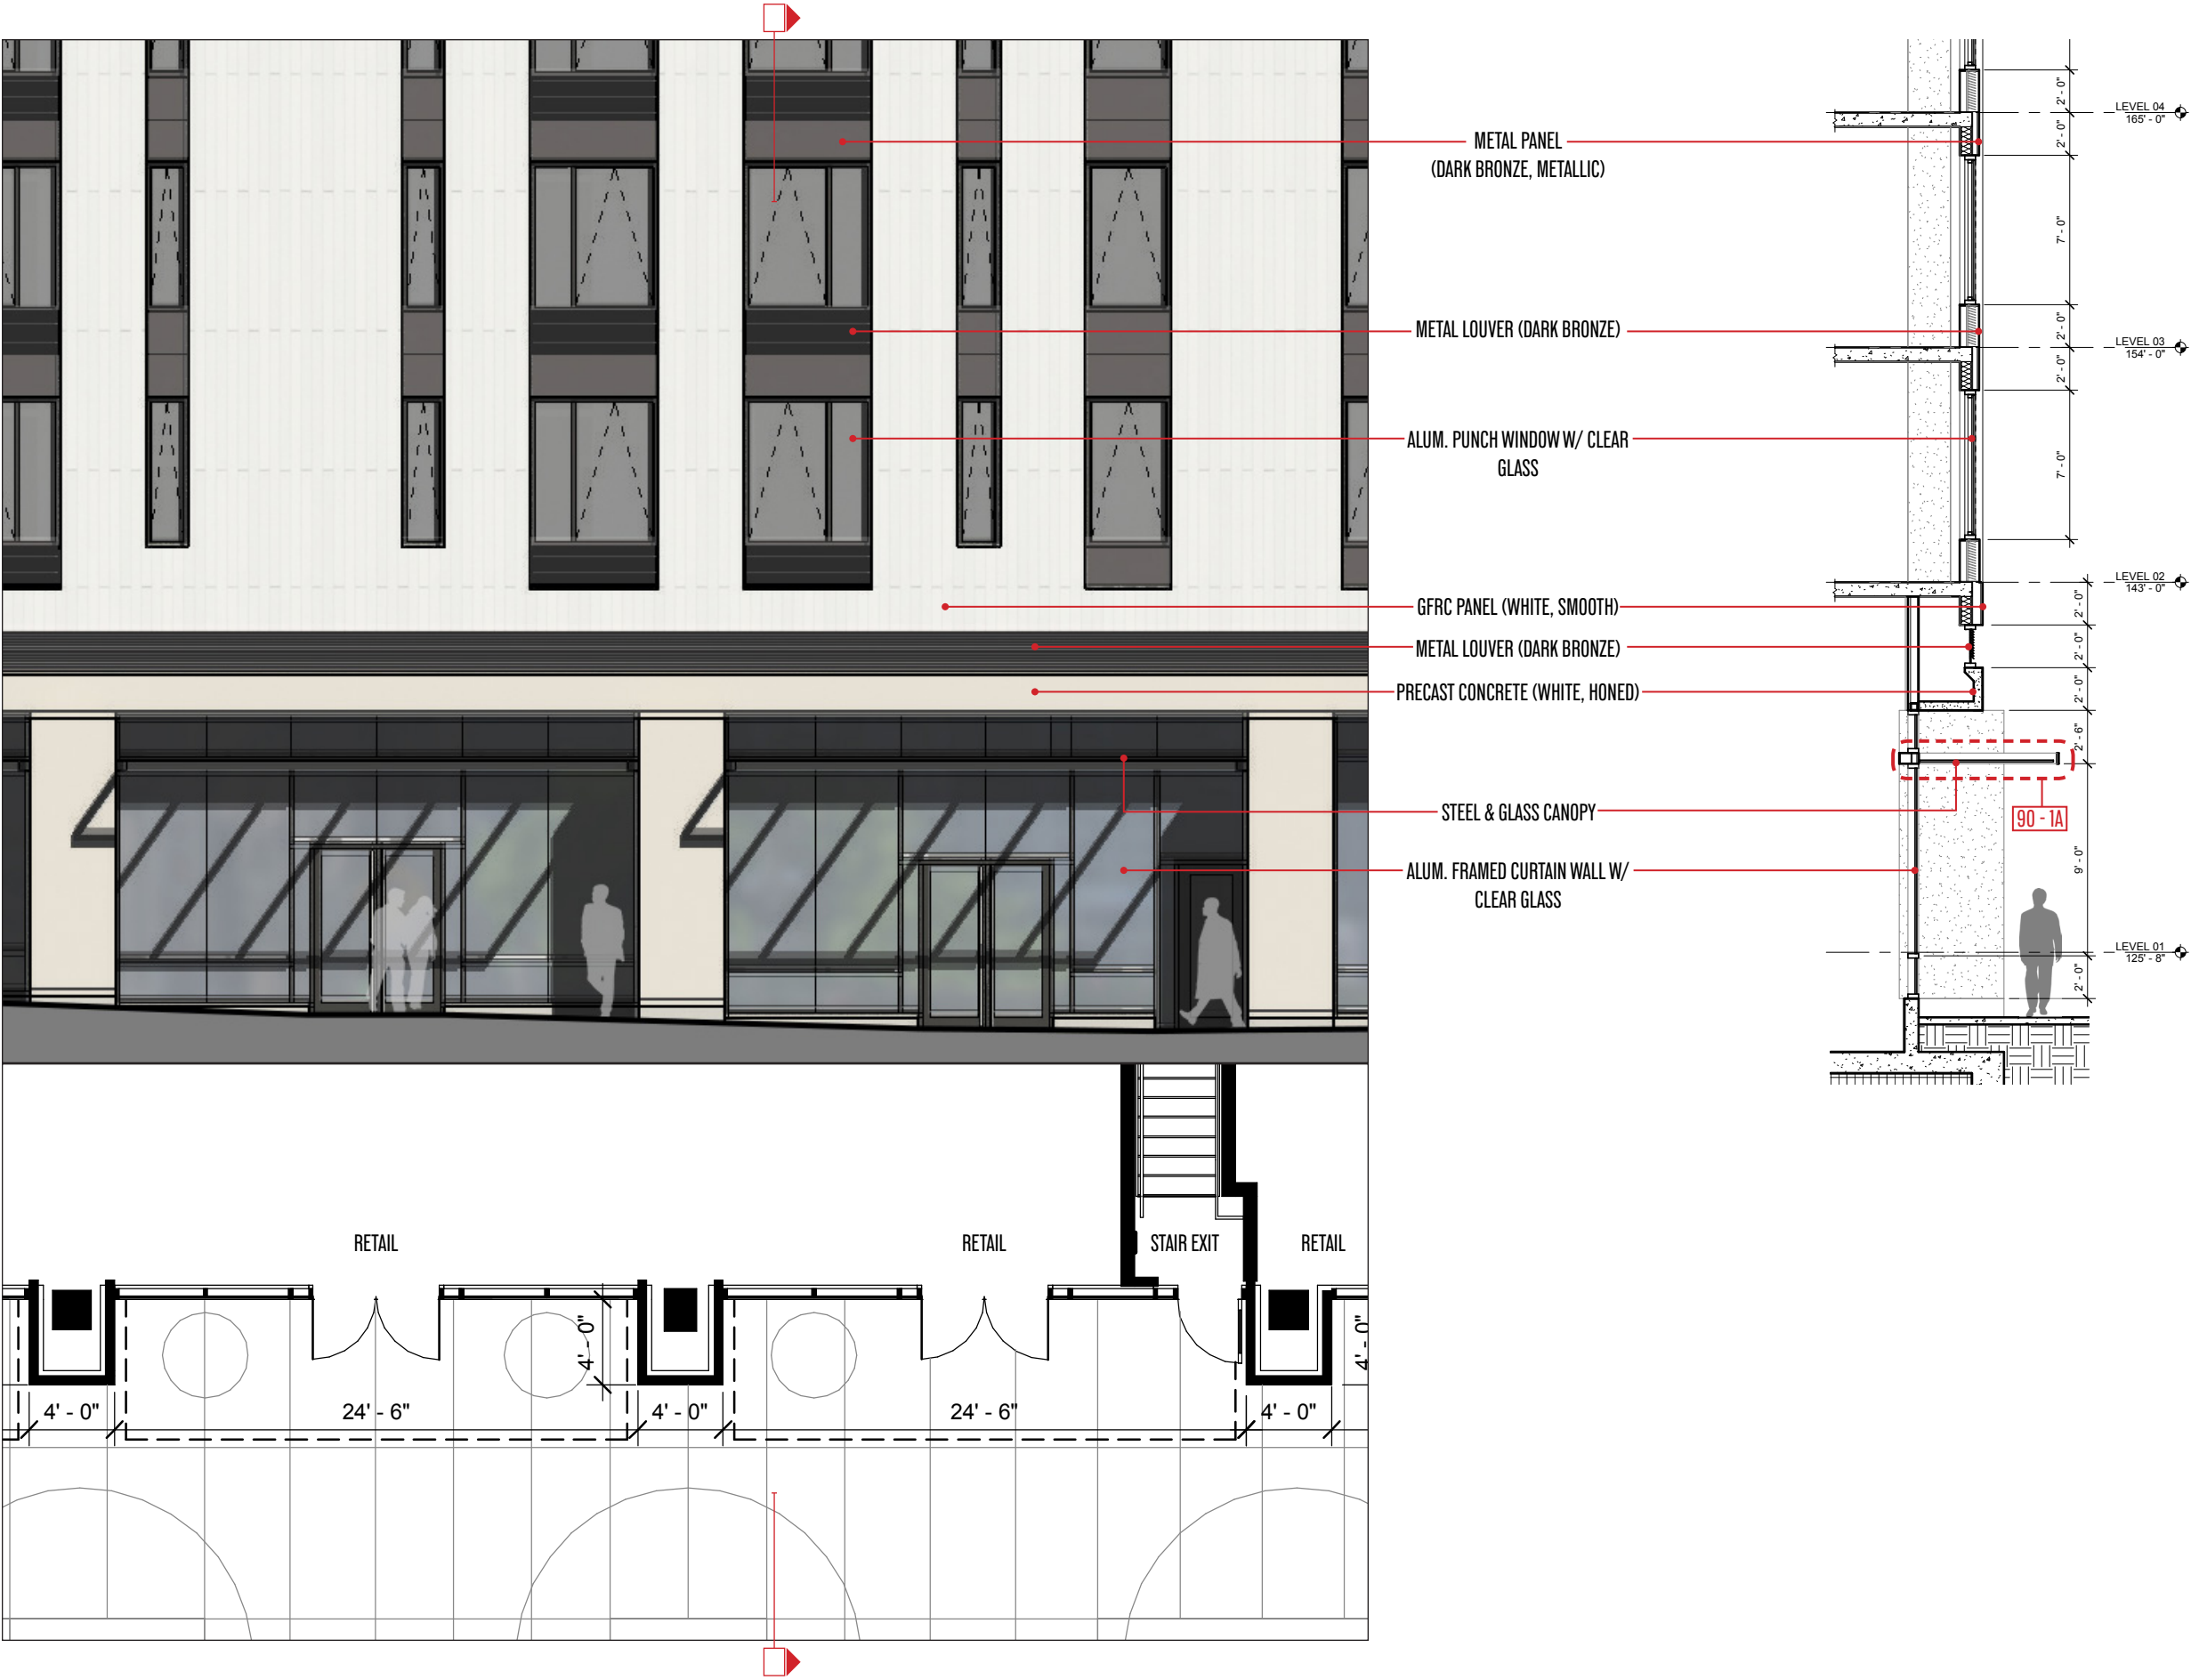 METAL PANEL
(DARK BRONZE, METALLIC)
METAL LOUVER (DARK BRONZE)
ALUM. PUNCH WINDOW W/ CLEAR
GLASS
GFRC PANEL (WHITE, SMOOTH)
METAL LOUVER (DARK BRONZE)
PRECAST CONCRETE (WHITE, HONED)
STEEL & GLASS CANOPY
ALUM. FRAMED CURTAIN WALL W/
CLEAR GLASS
2' - 0"
LEVEL 04
165' - 0"
2' - 0"
7' - 0"
2' - 0"
LEVEL 03
154' - 0"
2' - 0"
7' - 0"
LEVEL 02
143' - 0"
2' - 0"
2' - 0"
2' - 0"
2' - 6"
90 - 1A
9' - 0"
LEVEL 01
125' - 8"
2' - 0"
RETAIL
RETAIL
STAIR EXIT
RETAIL
4' - 0"
4' - 0"
4' - 0"
24' - 6"
4' - 0"
24' - 6"
4' - 0"